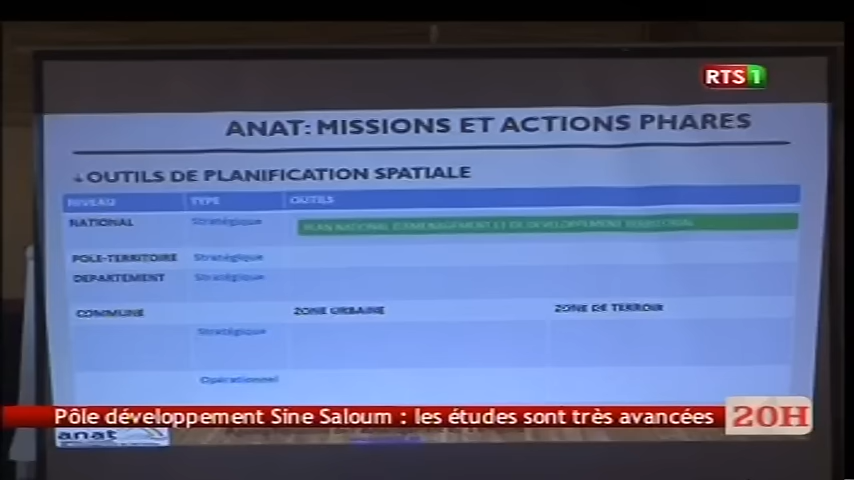 RTS1
ANAT: MISSIONS ET ACTIONS PHARES
OUTILS DE PLANIFICATION SPATIALE
NIVEAU TYPE OUTILS
NATIONAL Stratégique PLAN NATIONAL D'AMENAGEMENT ET DE DEVELOPPEMENT TERRITORIAL
POLE-TERRITOIRE Stratégique
DEPARTEMENT Stratégique
COMMUNE ZONE URBAINE ZONE DE TERROIR
Stratégique
Opérationnel
Pôle développement Sine Saloum : les études sont très avancées 20H
anat